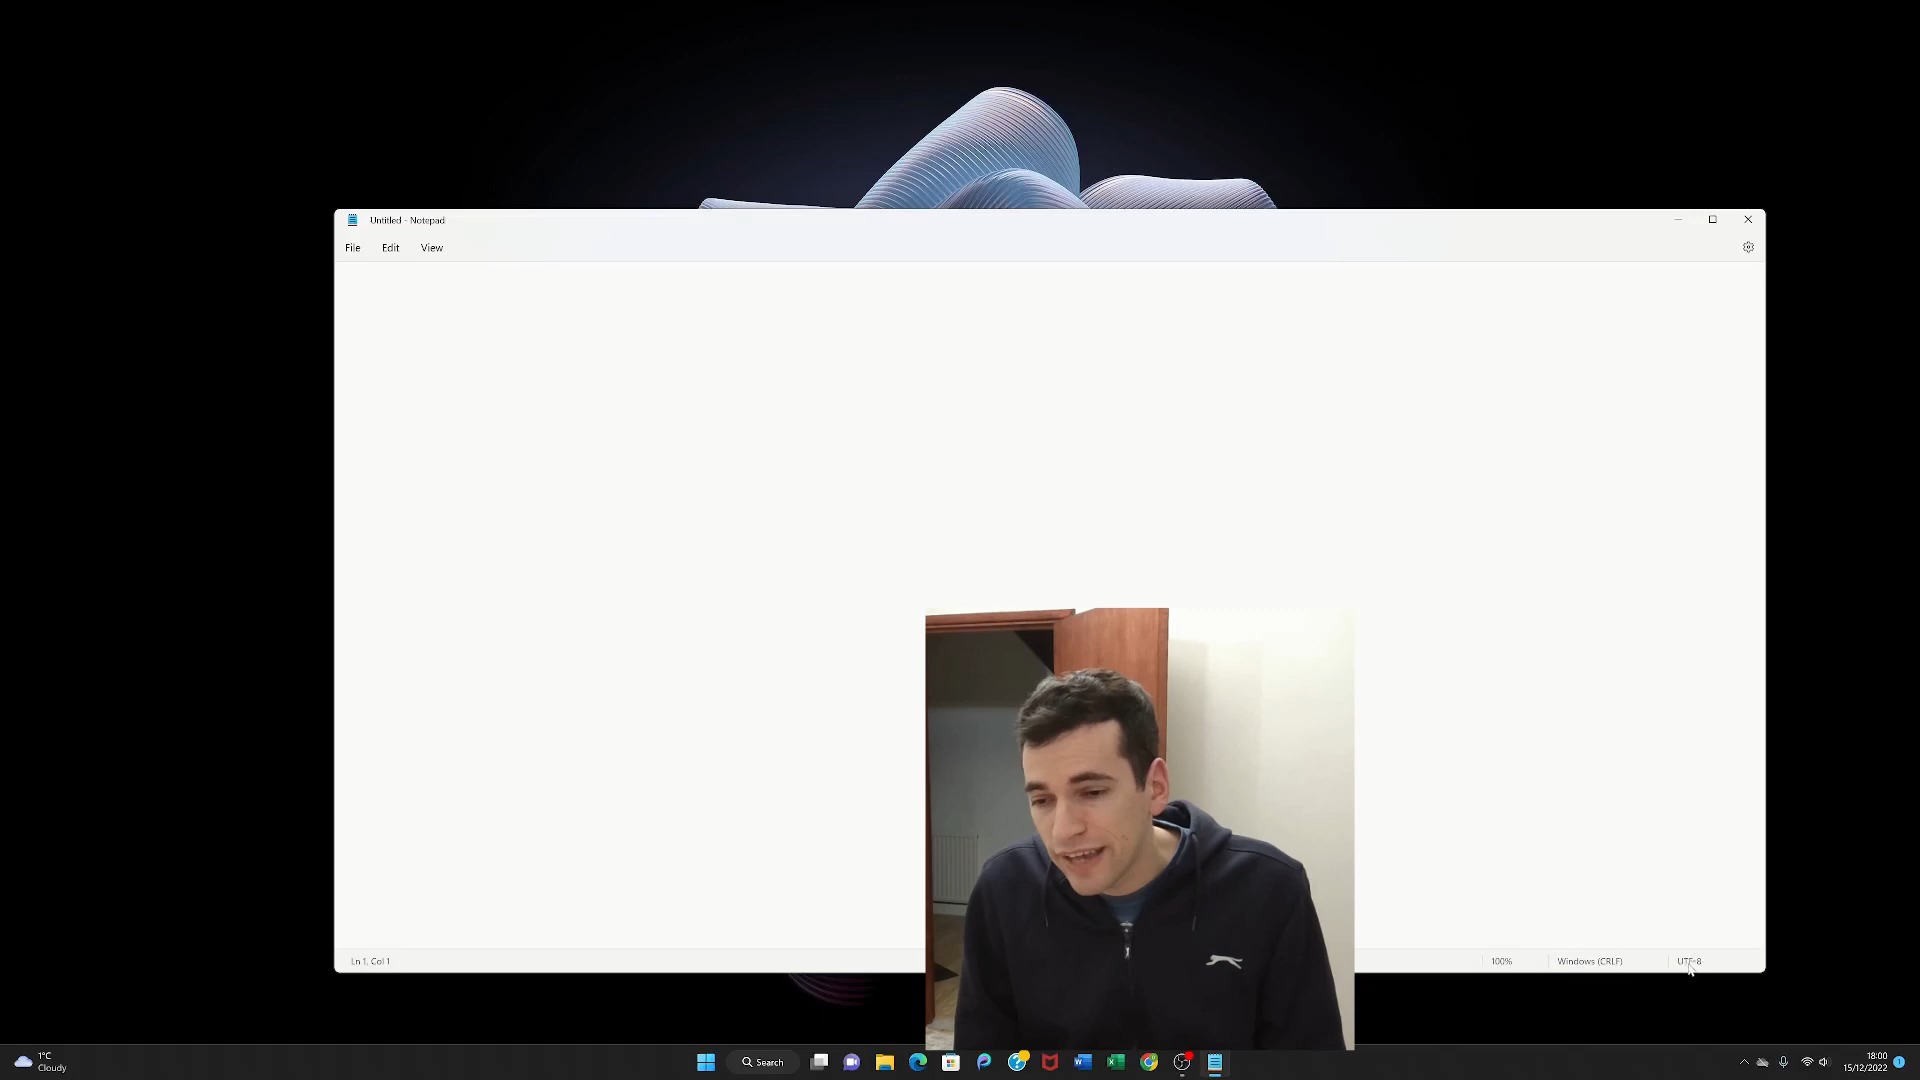 Untitled - Notepad
File Edit View
Ln 1, Col 1 100% Windows (CRLF) UTF-8
1°C
Cloudy
Search
18:00
15/12/2022
1